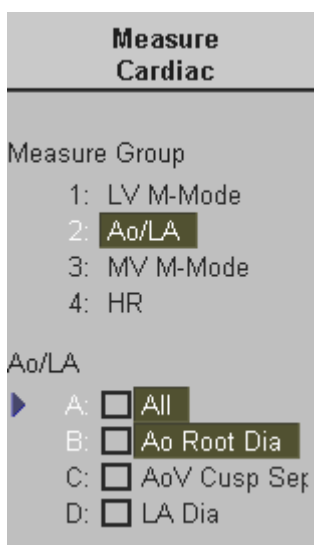 Measure
Cardiac
Measure Group
1: LV M-Mode
2: Ao/LA
3: MV M-Mode
4: HR
Ao/LA
A: All
B: Ao Root Dia
C: AoV Cusp Sep
D: LA Dia